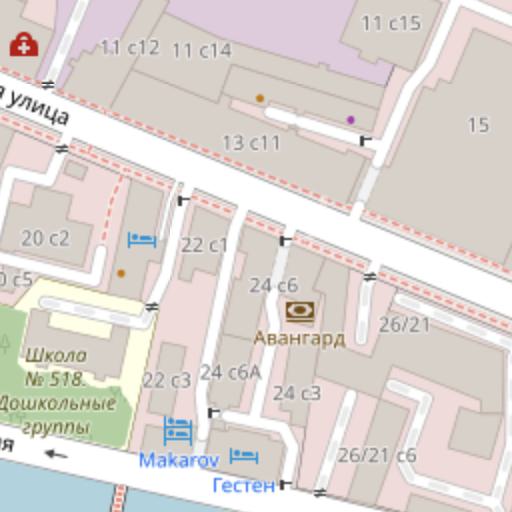 11 с15
11 с12
11 с14
я улица
15
13 с11
20 с2
22 с1
0 с5
24 с6
26/21
Авангард
Школа
№ 518.
Дошкольные
группы
22 с3
24 с6А
24 с3
ия
Makarov
Гестен
26/21 с6